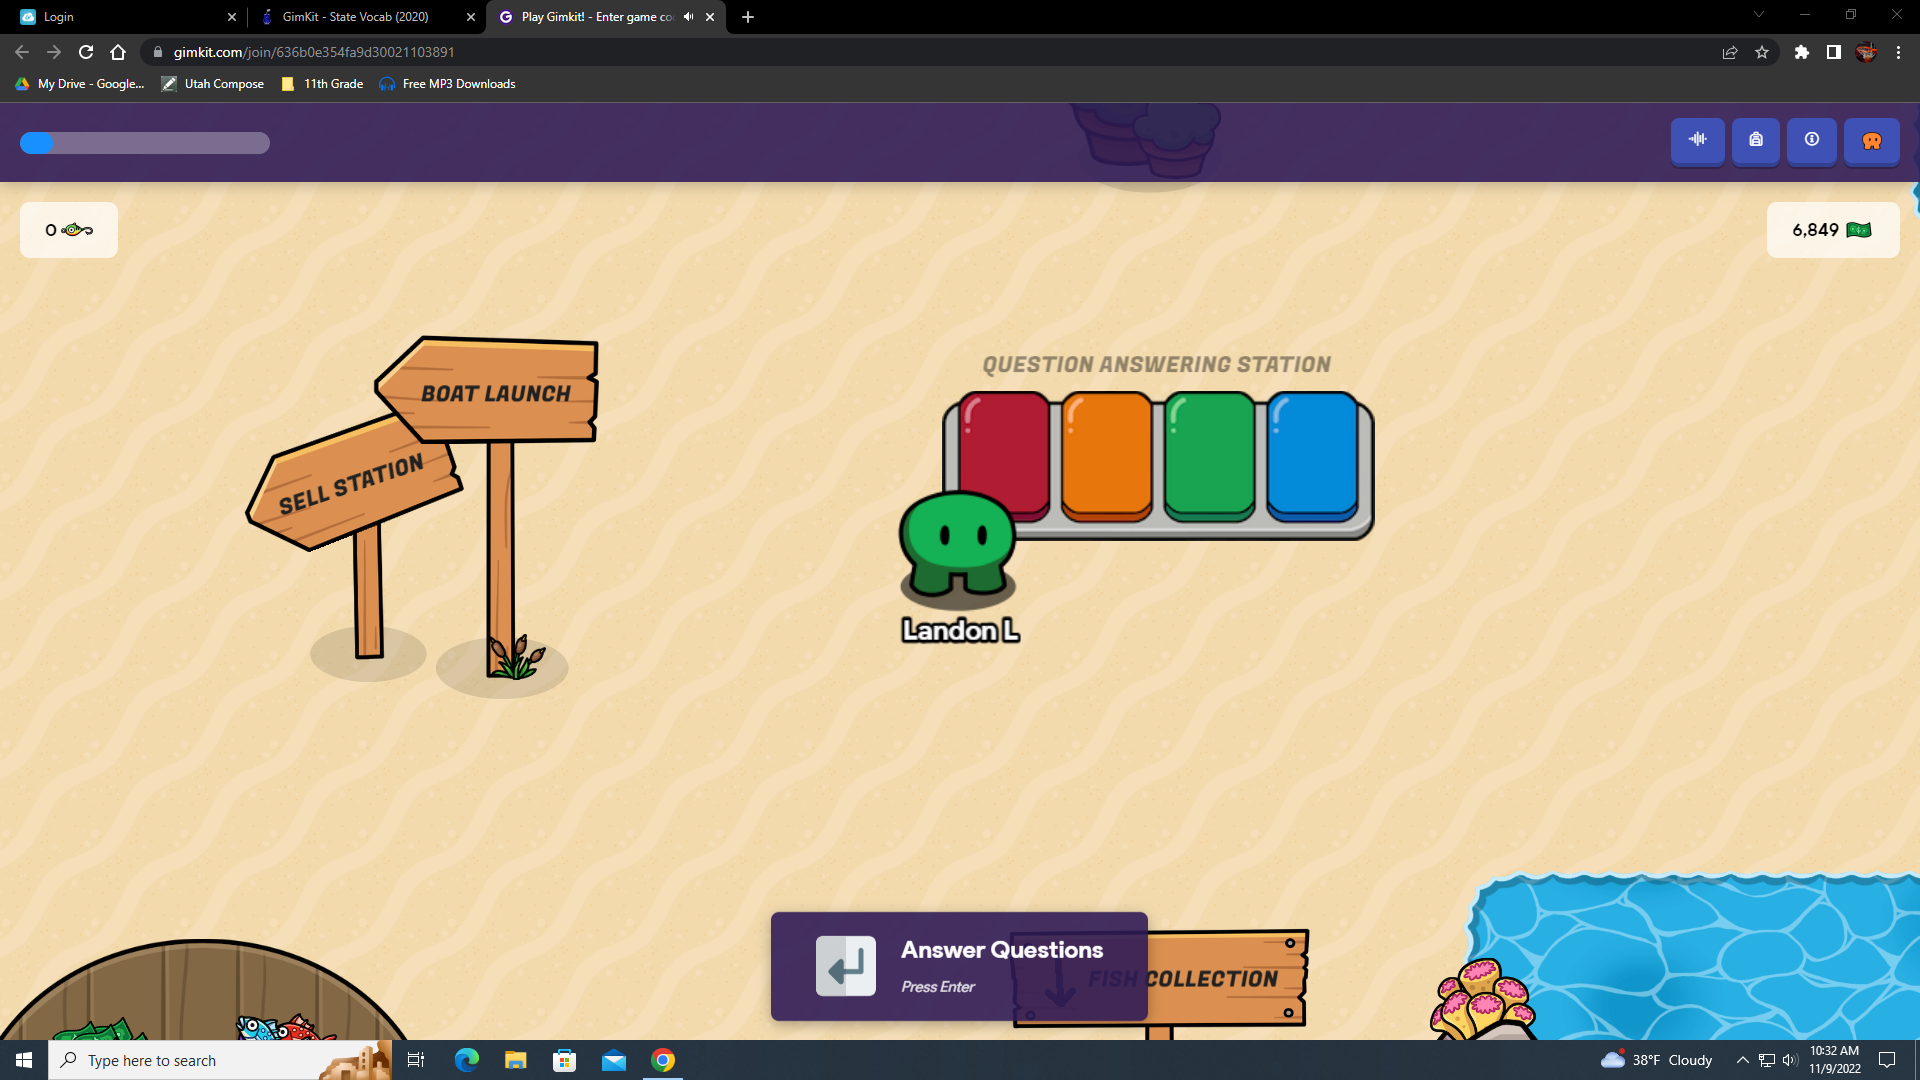 Login
GimKit - State Vocab (2020)
Play Gimkit! - Enter game co
gimkit.com/join/636b0e354fa9d30021103891
My Drive - Google...
Utah Compose
11th Grade
Free MP3 Downloads
0
6,849
BOAT LAUNCH
SELL STATION
QUESTION ANSWERING STATION
Landon L
Answer Questions
Press Enter
FISH COLLECTION
Type here to search
38°F Cloudy
10:32 AM
11/9/2022